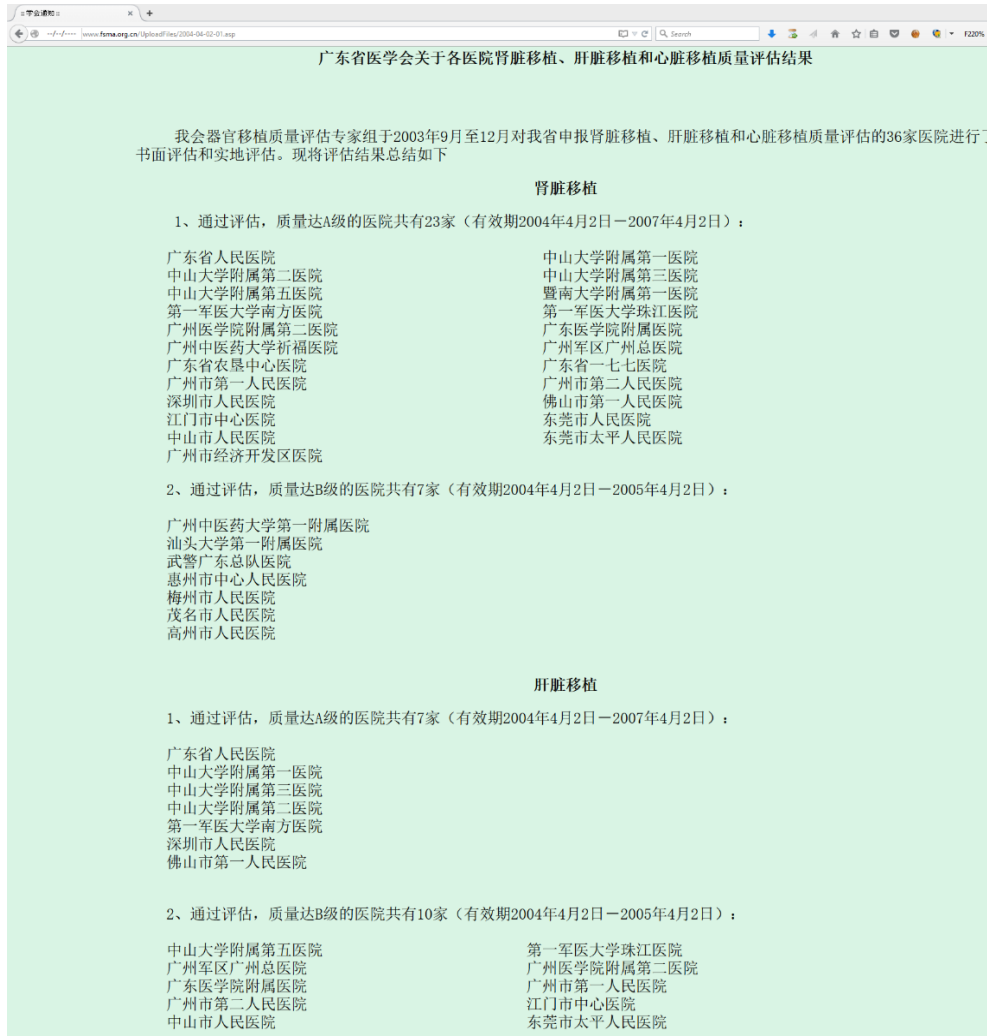 ::学会通知::
www.fsma.org.cn/UploadFiles/2004-04-02-01.asp
Search
F220%
广东省医学会关于各医院肾脏移植、肝脏移植和心脏移植质量评估结果
我会器官移植质量评估专家组于2003年9月至12月对我省申报肾脏移植、肝脏移植和心脏移植质量评估的36家医院进行了
书面评估和实地评估。现将评估结果总结如下
肾脏移植
1、通过评估，质量达A级的医院共有23家（有效期2004年4月2日－2007年4月2日）：
广东省人民医院 中山大学附属第一医院
中山大学附属第二医院 中山大学附属第三医院
中山大学附属第五医院 暨南大学附属第一医院
第一军医大学南方医院 第一军医大学珠江医院
广州医学院附属第二医院 广东医学院附属医院
广州中医药大学祈福医院 广州军区广州总医院
广东省农垦中心医院 广东省一七七医院
广州市第一人民医院 广州市第二人民医院
深圳市人民医院 佛山市第一人民医院
江门市中心医院 东莞市人民医院
中山市人民医院 东莞市太平人民医院
广州市经济开发区医院
2、通过评估，质量达B级的医院共有7家（有效期2004年4月2日－2005年4月2日）：
广州中医药大学第一附属医院
汕头大学第一附属医院
武警广东总队医院
惠州市中心人民医院
梅州市人民医院
茂名市人民医院
高州市人民医院
肝脏移植
1、通过评估，质量达A级的医院共有7家（有效期2004年4月2日－2007年4月2日）：
广东省人民医院
中山大学附属第一医院
中山大学附属第三医院
中山大学附属第二医院
第一军医大学南方医院
深圳市人民医院
佛山市第一人民医院
2、通过评估，质量达B级的医院共有10家（有效期2004年4月2日－2005年4月2日）：
中山大学附属第五医院 第一军医大学珠江医院
广州军区广州总医院 广州医学院附属第二医院
广东医学院附属医院 广州市第一人民医院
广州市第二人民医院 江门市中心医院
中山市人民医院 东莞市太平人民医院